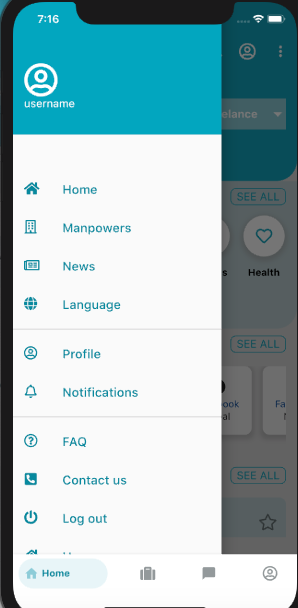 7:16
username
elance
SEE ALL
Home
Manpowers
News
Language
s
Health
SEE ALL
Profile
Notifications
ook
al
Fa
FAQ
SEE ALL
Contact us
Log out
Home